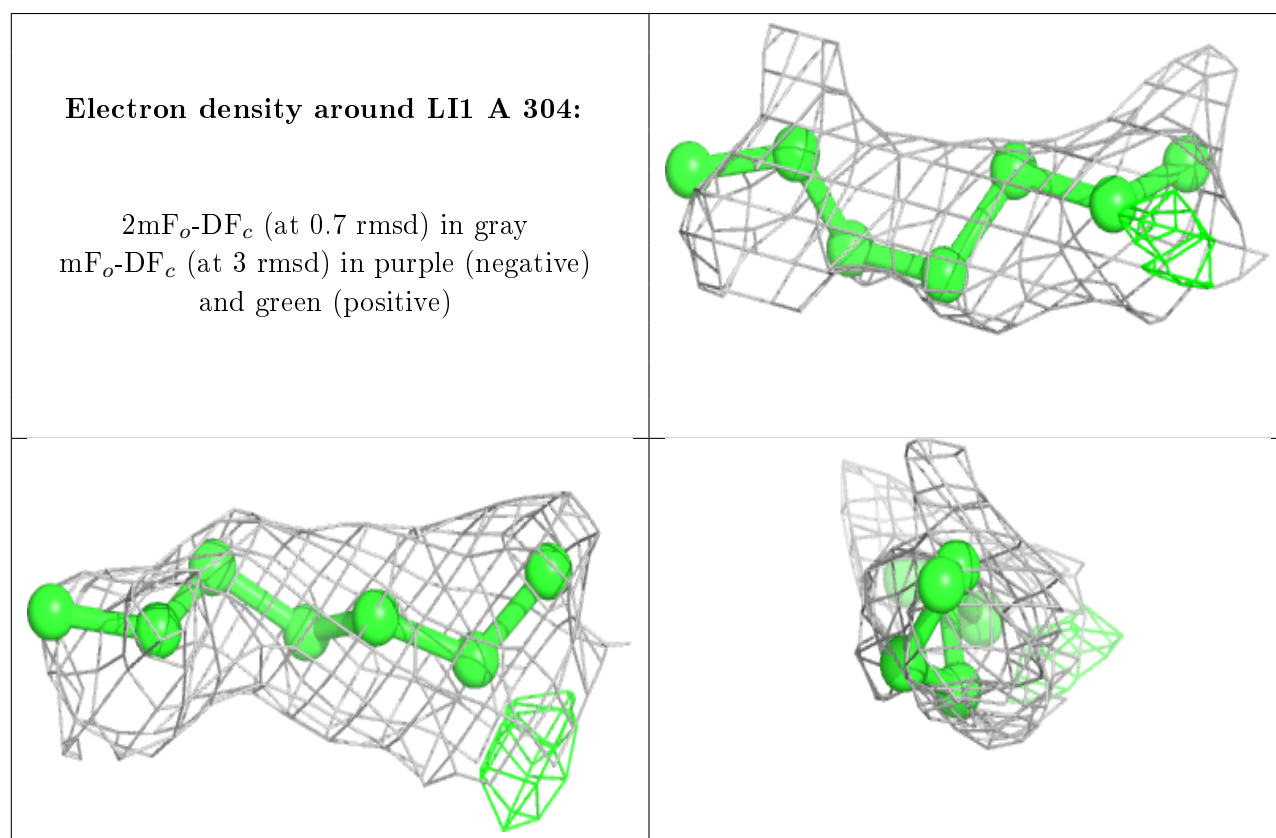 Electron density around LI1 A 304:
2mFo-DFc (at 0.7 rmsd) in gray
mFo-DFc (at 3 rmsd) in purple (negative)
and green (positive)